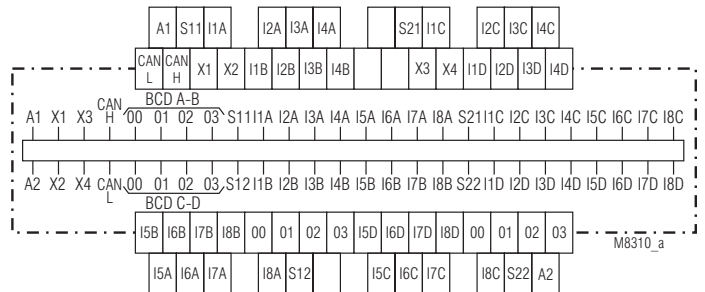 A1 S11 I1A I2A I3A I4A S21 I1C I2C I3C I4C
CAN L CAN H X1 X2 I1B I2B I3B I4B X3 X4 I1D I2D I3D I4D
BCD A-B
A1 X1 X3 CAN H 00 01 02 03 S11 I1A I2A I3A I4A I5A I6A I7A I8A S21 I1C I2C I3C I4C I5C I6C I7C I8C
A2 X2 X4 CAN L 00 01 02 03 S12 I1B I2B I3B I4B I5B I6B I7B I8B S22 I1D I2D I3D I4D I5D I6D I7D I8D
BCD C-D
I5B I6B I7B I8B 00 01 02 03 I5D I6D I7D I8D 00 01 02 03
M8310_a
I5A I6A I7A I8A S12 I5C I6C I7C I8C S22 A2